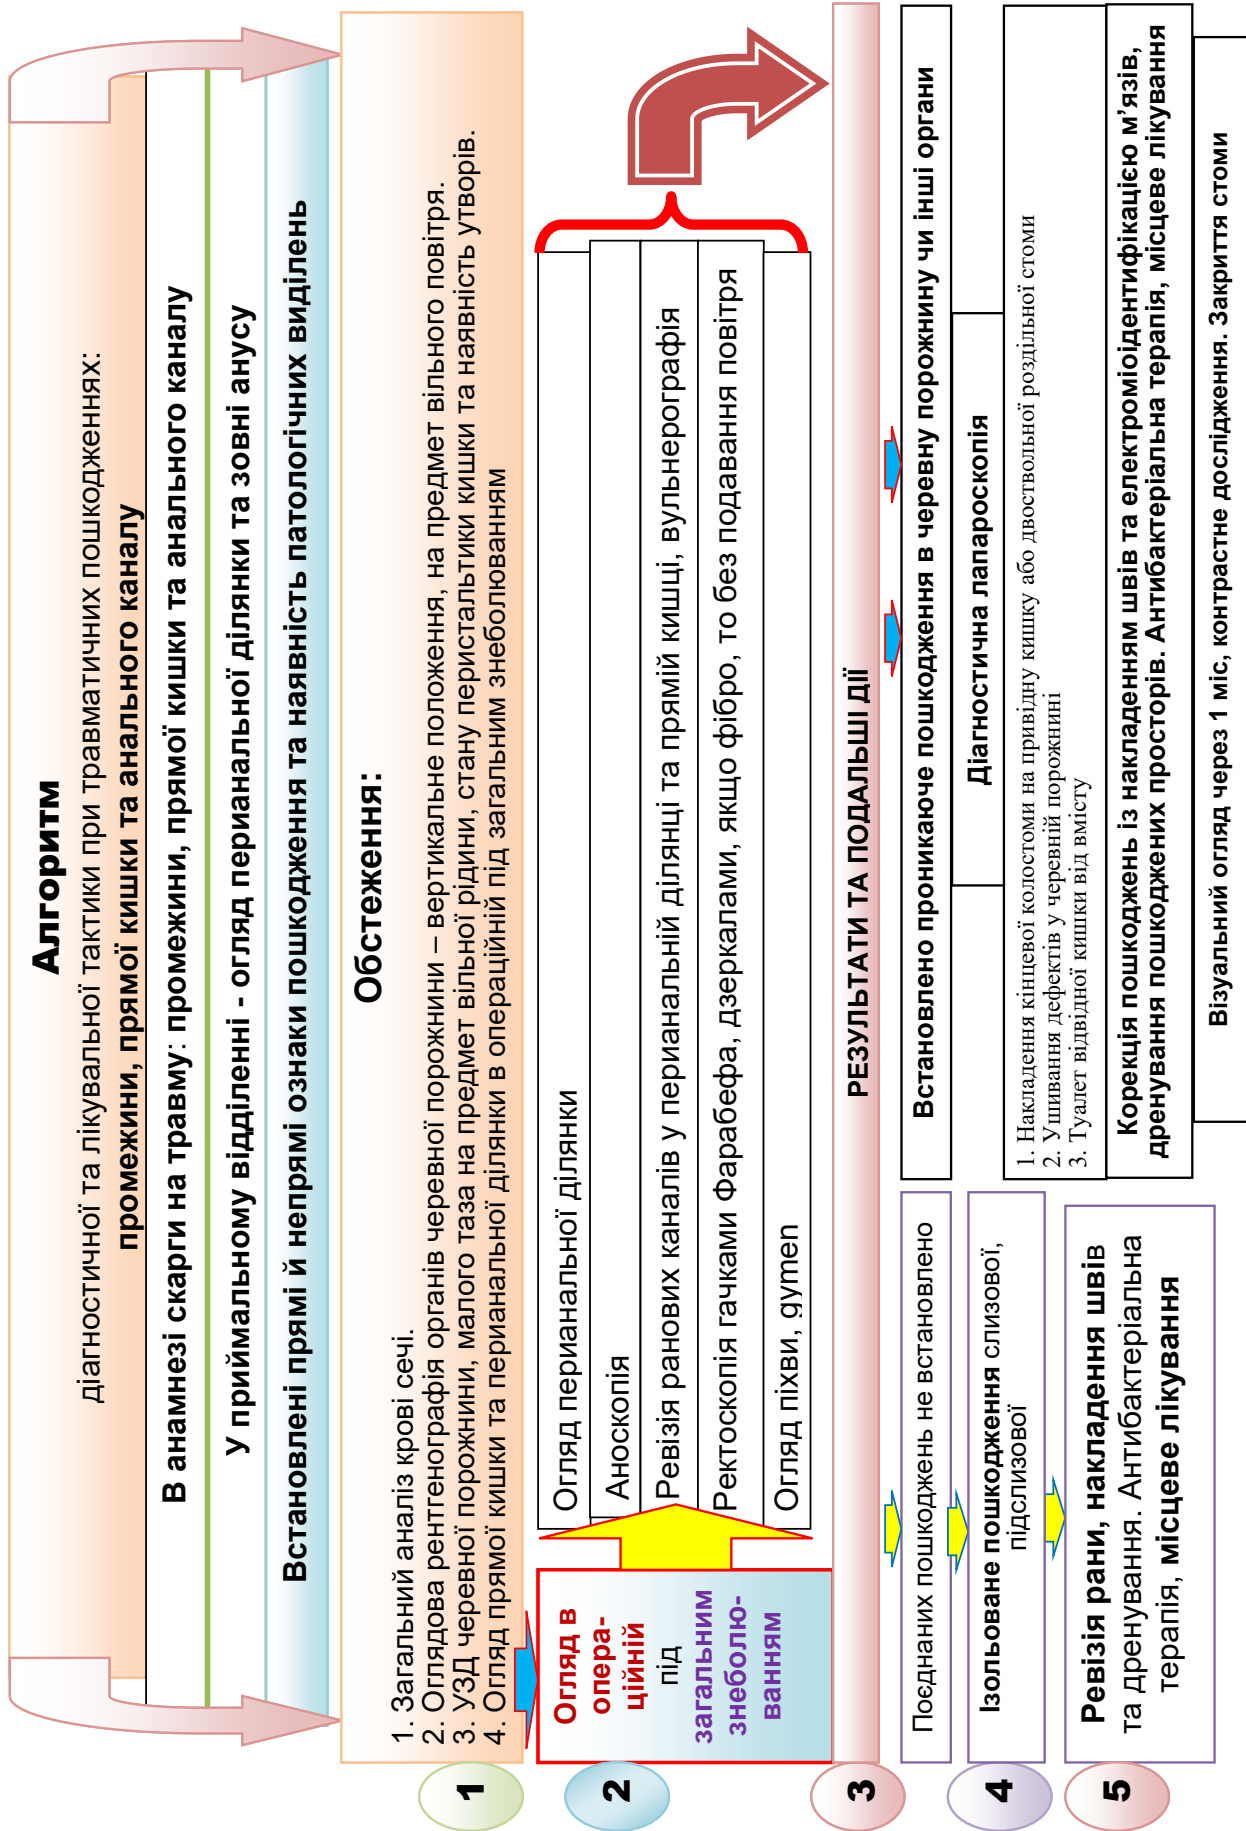 Алгоритм
діагностичної та лікувальної тактики при травматичних пошкодженнях:
промежини, прямої кишки та анального каналу
В анамнезі скарги на травму: промежини, прямої кишки та анального каналу
У приймальному відділенні - огляд перианальної ділянки та зовні анусу
Встановлені прямі й непрямі ознаки пошкодження та наявність патологічних виділень
Обстеження:
1. Загальний аналіз крові сечі.
2. Оглядова рентгенографія органів черевної порожнини – вертикальне положення, на предмет вільного повітря.
3. УЗД черевної порожнини, малого таза на предмет вільної рідини, стану перистальтики кишки та наявність утворів.
4. Огляд прямої кишки та перианальної ділянки в операційній під загальним знеболюванням
1
Огляд в
опера-
ційній
під
загальним
знеболю-
ванням
2
Огляд перианальної ділянки
Аноскопія
Ревізія ранових каналів у перианальній ділянці та прямій кишці, вульнерографія
Ректоскопія гачками Фарабефа, дзеркалами, якщо фібро, то без подавання повітря
Огляд піхви, gymen
3
РЕЗУЛЬТАТИ ТА ПОДАЛЬШІ ДІЇ
Поєднаних пошкоджень не встановлено
4
Ізольоване пошкодження слизової,
підслизової
5
Ревізія рани, накладення швів
та дренування. Антибактеріальна
терапія, місцеве лікування
Встановлено проникаюче пошкодження в черевну порожнину чи інші органи
Діагностична лапароскопія
1. Накладення кінцевої колостоми на привідну кишку або двоствольної роздільної стоми
2. Ушивання дефектів у черевній порожнині
3. Туалет відвідної кишки від вмісту
Корекція пошкоджень із накладенням швів та електроміоідентифікацією м’язів,
дренування пошкоджених просторів. Антибактеріальна терапія, місцеве лікування
Візуальний огляд через 1 міс, контрастне дослідження. Закриття стоми